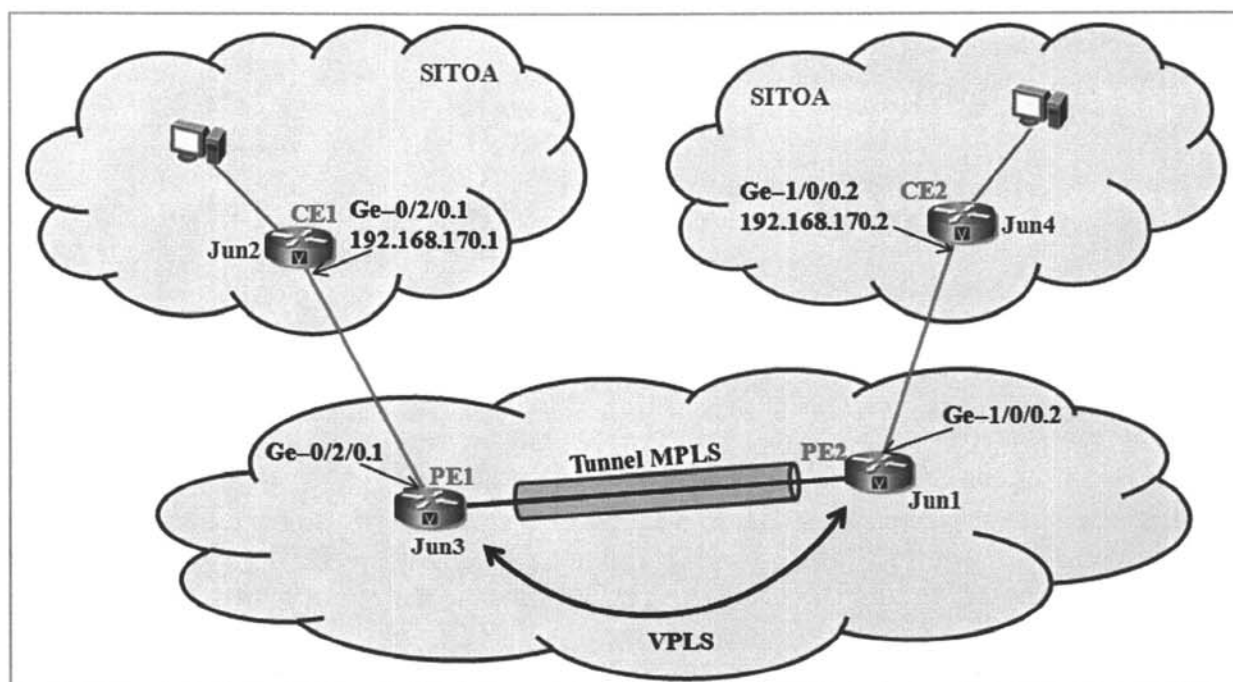 SITOA
CE1
Ge–0/2/0.1
192.168.170.1
Jun2
V
SITOA
Ge–1/0/0.2
192.168.170.2
CE2
Jun4
V
Ge–0/2/0.1
PE1
V
Jun3
Tunnel MPLS
PE2
Ge–1/0/0.2
V
Jun1
VPLS